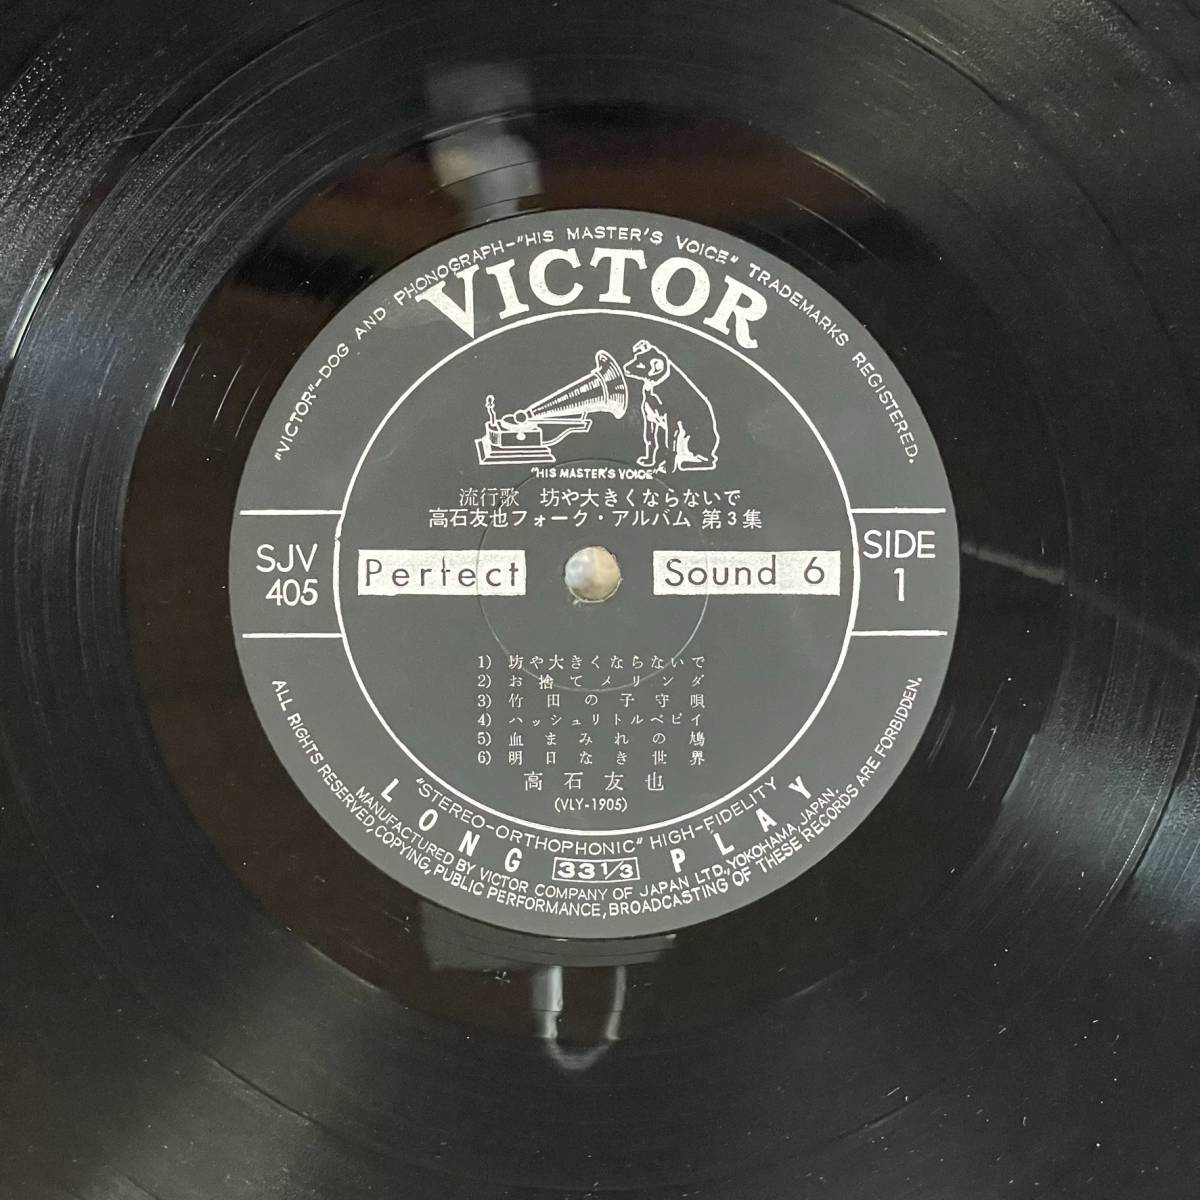 "VICTOR"–DOG AND PHONOGRAPH–"HIS MASTER'S VOICE" TRADEMARKS REGISTERED.
VICTOR
"HIS MASTER'S VOICE"
流行歌 坊や大きくならないで
高石友也フォーク・アルバム 第3集
SJV
405
Perfect
Sound 6
SIDE
1
1) 坊や大きくならないで
2) お捨てメリンダ
3) 竹田の子守唄
4) ハッシュリトルベビイ
5) 血まみれの鳩
6) 明日なき世界
高石友也
(VLY-1905)
"STEREO-ORTHOPHONIC" HIGH-FIDELITY
LONG 33 1/3 PLAY
MANUFACTURED BY VICTOR COMPANY OF JAPAN LTD., YOKOHAMA, JAPAN.
ALL RIGHTS RESERVED, COPYING, PUBLIC PERFORMANCE, BROADCASTING OF THESE RECORDS ARE FORBIDDEN.